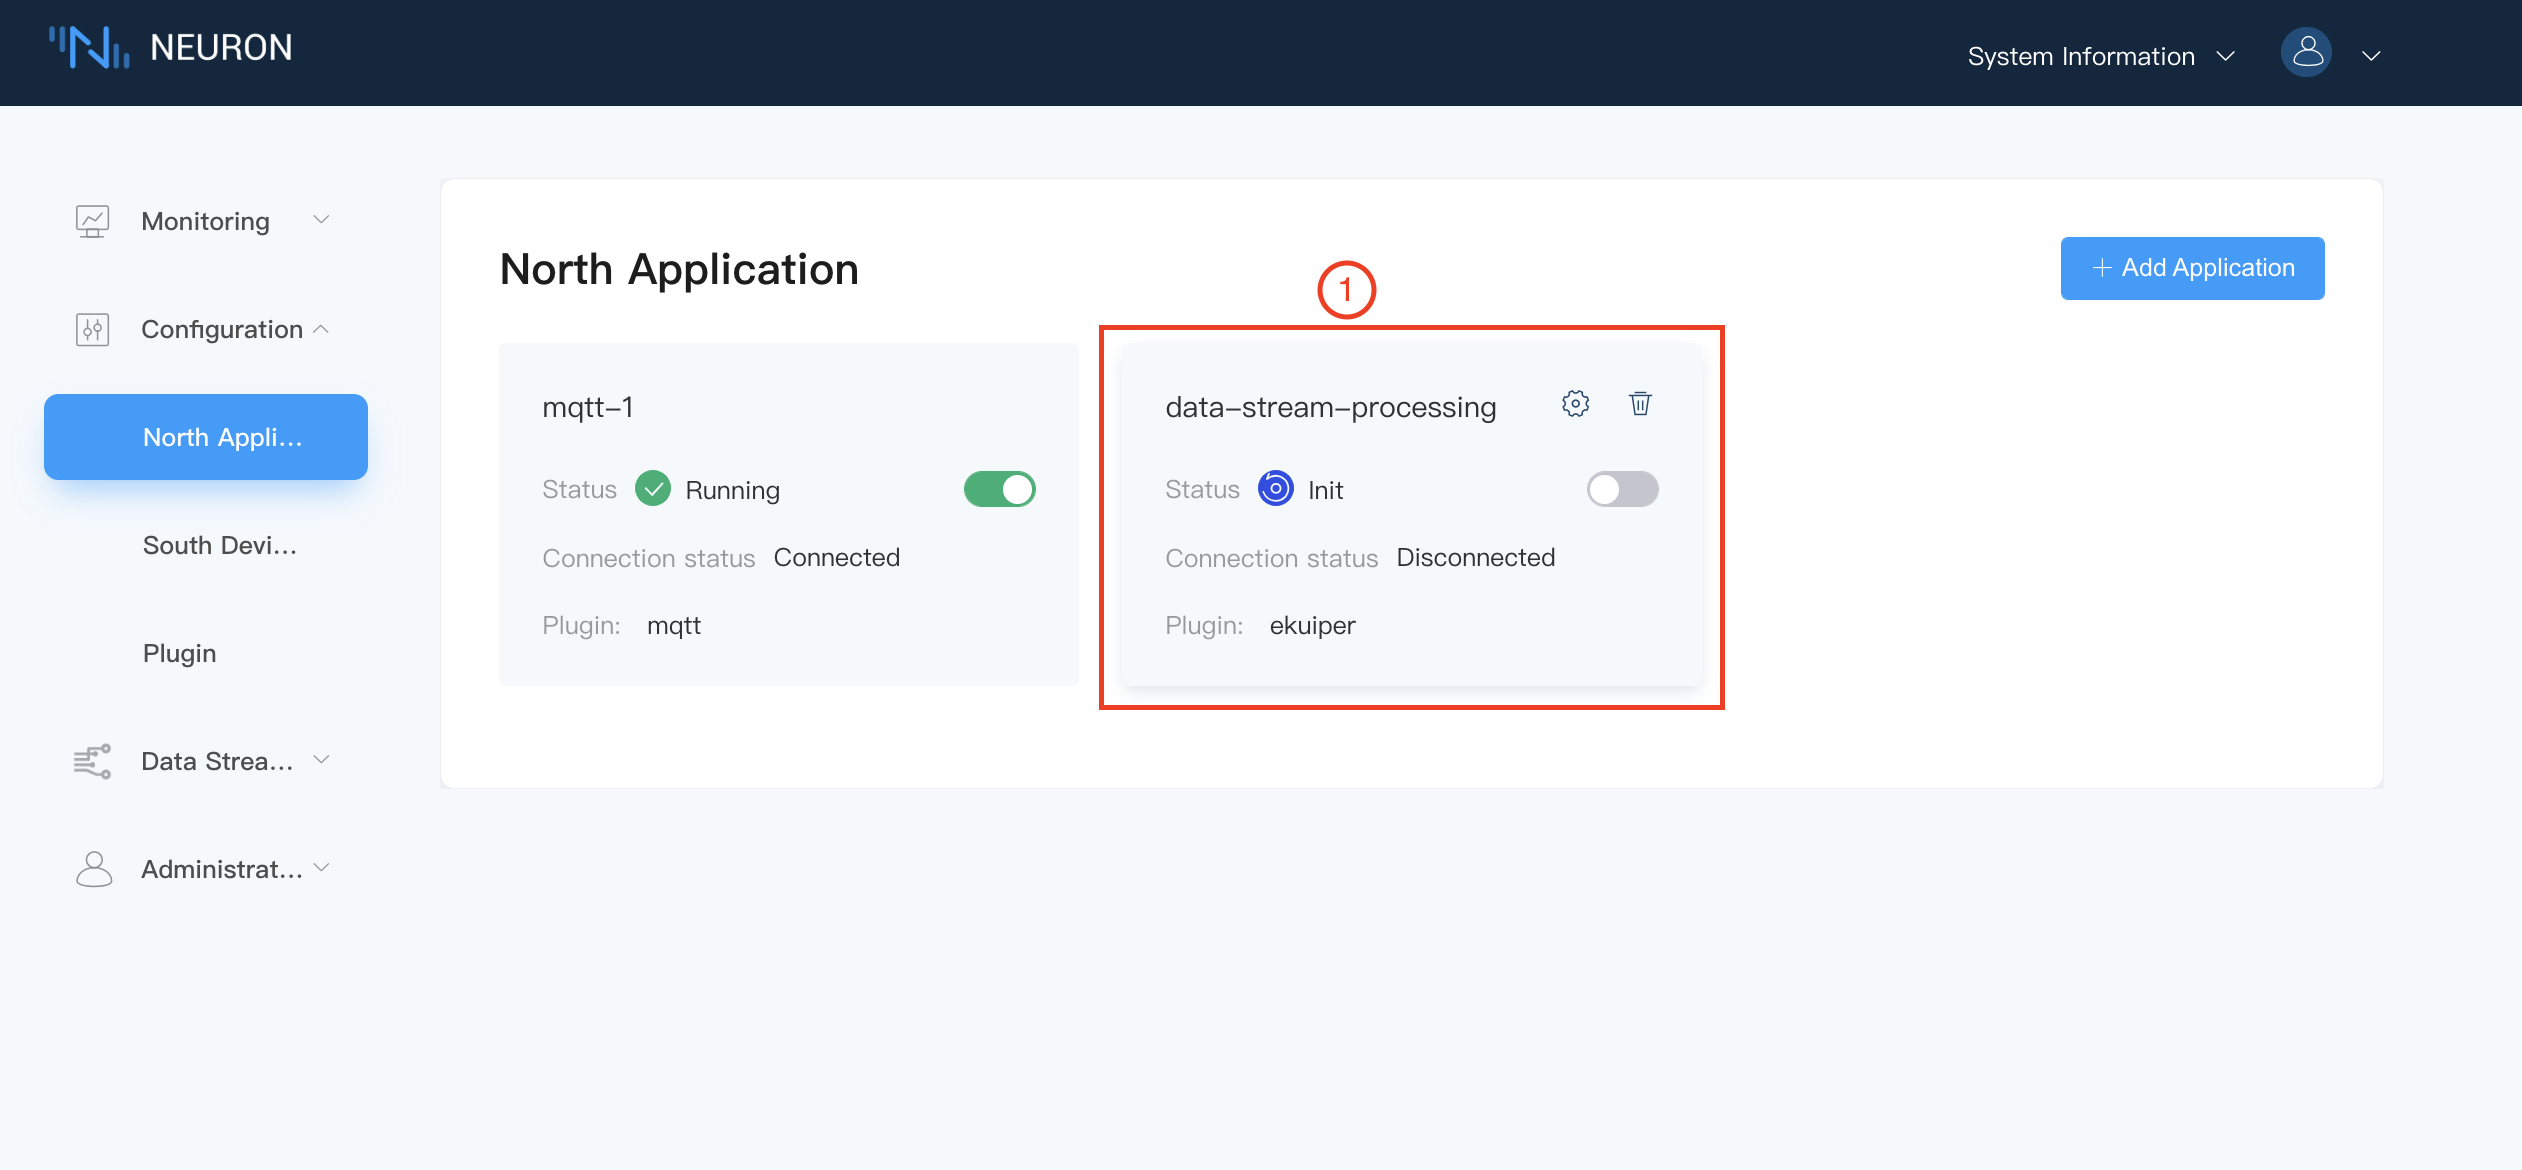 NEURON
System Information
Monitoring
Configuration
North Appli...
South Devi...
Plugin
Data Strea...
Administrat...
North Application
+ Add Application
1
mqtt-1
Status Running
Connection status Connected
Plugin: mqtt
data-stream-processing
Status Init
Connection status Disconnected
Plugin: ekuiper